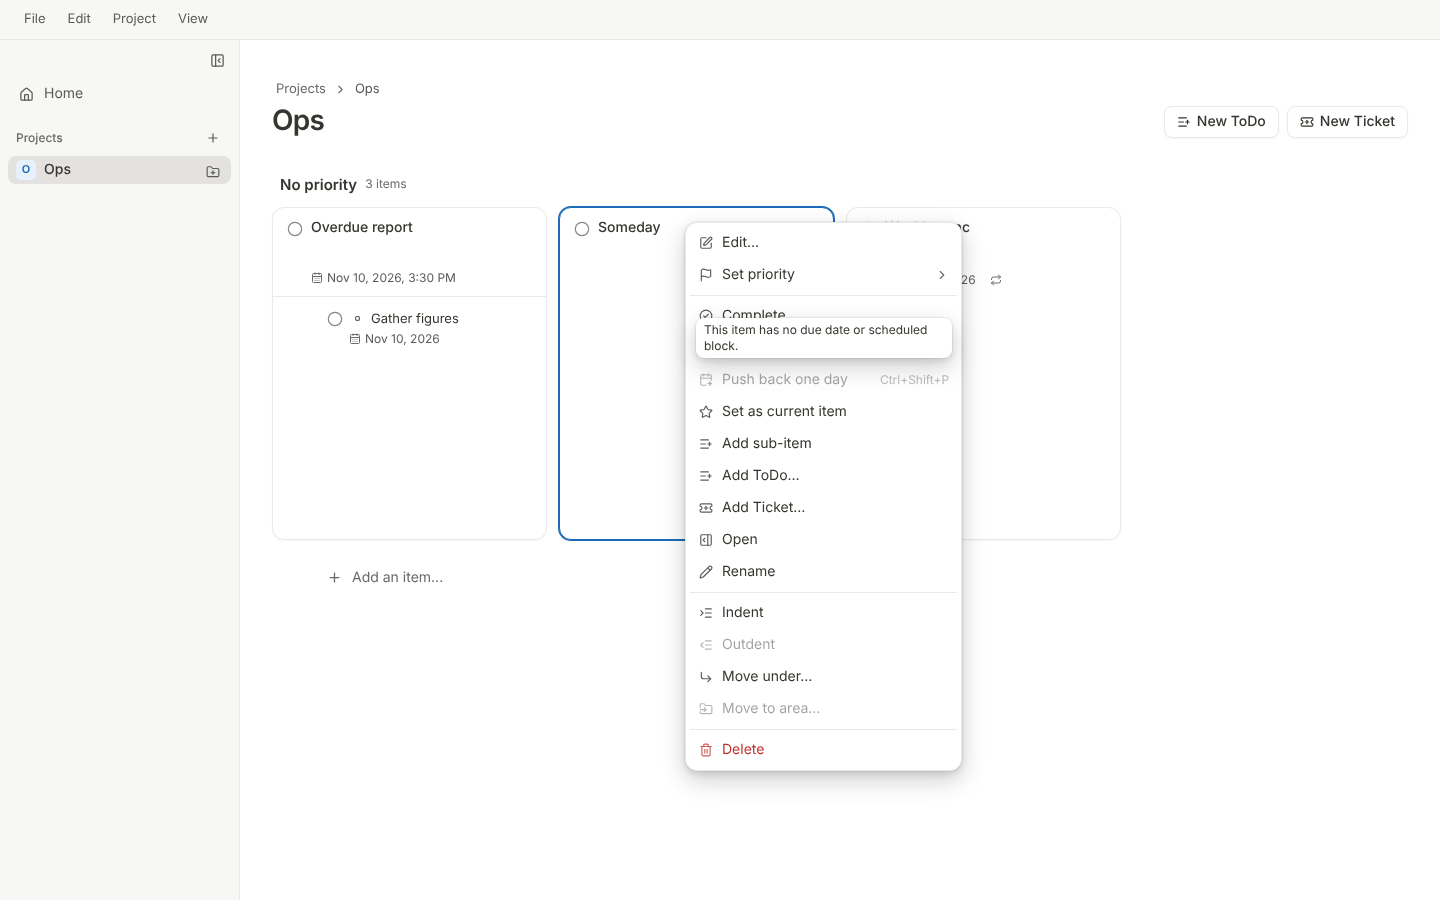 File Edit Project View
Home
Projects
O Ops
Projects > Ops
Ops
New ToDo New Ticket
No priority 3 items
Overdue report
Nov 10, 2026, 3:30 PM
Gather figures
Nov 10, 2026
Add an item...
Someday
26
Edit...
Set priority
Complete
This item has no due date or scheduled
block.
Push back one day Ctrl+Shift+P
Set as current item
Add sub-item
Add ToDo...
Add Ticket...
Open
Rename
Indent
Outdent
Move under...
Move to area...
Delete